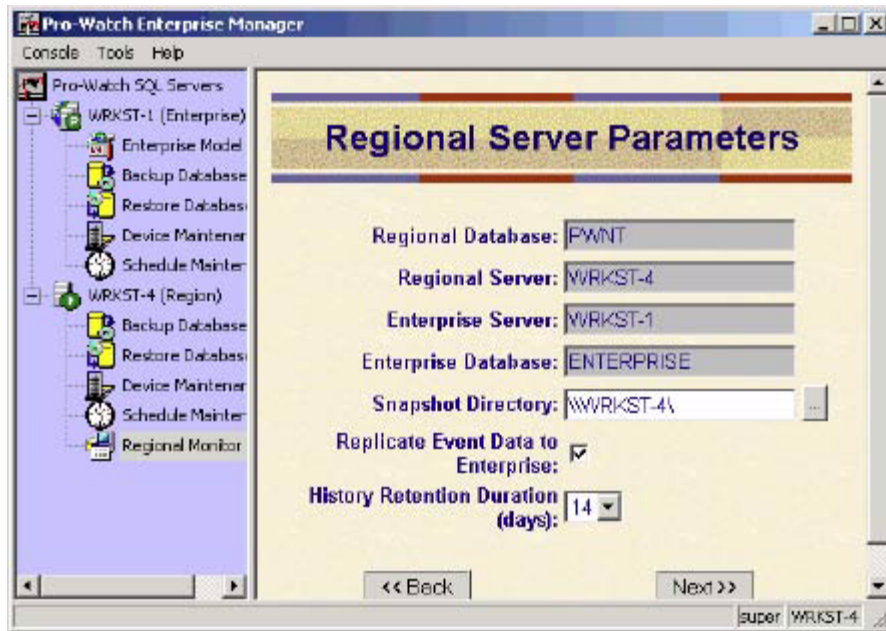 Pro-Watch Enterprise Manager
Console Tools Help
Pro-Watch SQL Servers
WRKST-1 (Enterprise)
Enterprise Model
Backup Database
Restore Databas
Device Maintenar
Schedule Mainter
WRKST-4 (Region)
Backup Database
Restore Databas
Device Maintenar
Schedule Mainter
Regional Monitor
Regional Server Parameters
Regional Database: PWNT
Regional Server: WRKST-4
Enterprise Server: WRKST-1
Enterprise Database: ENTERPRISE
Snapshot Directory: \\WRKST-4\
...
Replicate Event Data to
Enterprise:
History Retention Duration
(days): 14
<< Back Next >>
super WRKST-4